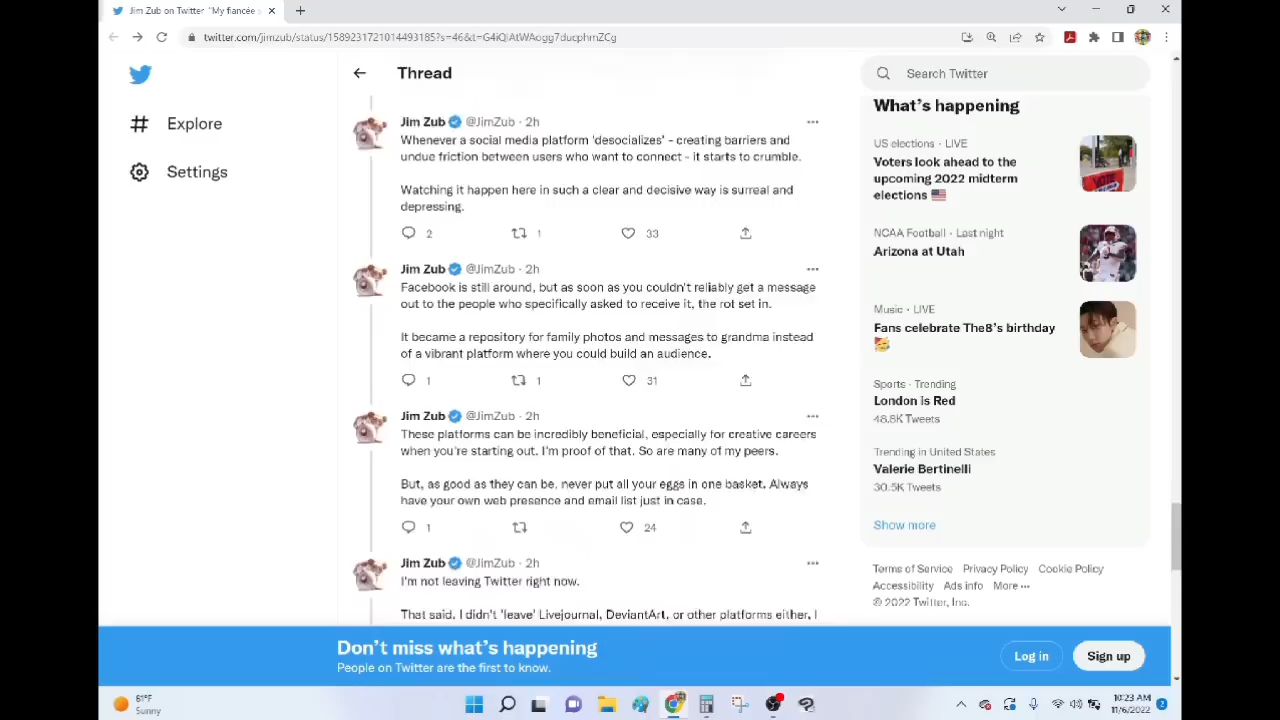 Jim Zub on Twitter: "My fiancée
twitter.com/jimzub/status/1589231721014493185?s=46&t=G4iQiAtWAogg7ducphmZCg
Explore
Settings
Thread
Jim Zub @JimZub · 2h
Whenever a social media platform 'desocializes' - creating barriers and
undue friction between users who want to connect - it starts to crumble.
Watching it happen here in such a clear and decisive way is surreal and
depressing.
2 1 33
Jim Zub @JimZub · 2h
Facebook is still around, but as soon as you couldn't reliably get a message
out to the people who specifically asked to receive it, the rot set in.
It became a repository for family photos and messages to grandma instead
of a vibrant platform where you could build an audience.
1 1 31
Jim Zub @JimZub · 2h
These platforms can be incredibly beneficial, especially for creative careers
when you're starting out. I'm proof of that. So are many of my peers.
But, as good as they can be, never put all your eggs in one basket. Always
have your own web presence and email list just in case.
1 24
Jim Zub @JimZub · 2h
I'm not leaving Twitter right now.
That said, I didn't 'leave' Livejournal, DeviantArt, or other platforms either, I
Search Twitter
What's happening
US elections · LIVE
Voters look ahead to the
upcoming 2022 midterm
elections
VOTE
NCAA Football · Last night
Arizona at Utah
Music · LIVE
Fans celebrate The8's birthday
Sports · Trending
London is Red
48.8K Tweets
Trending in United States
Valerie Bertinelli
30.5K Tweets
Show more
Terms of Service Privacy Policy Cookie Policy
Accessibility Ads info More ···
© 2022 Twitter, Inc.
Don't miss what's happening
People on Twitter are the first to know.
Log in
Sign up
61°F
Sunny
10:23 AM
11/6/2022
2